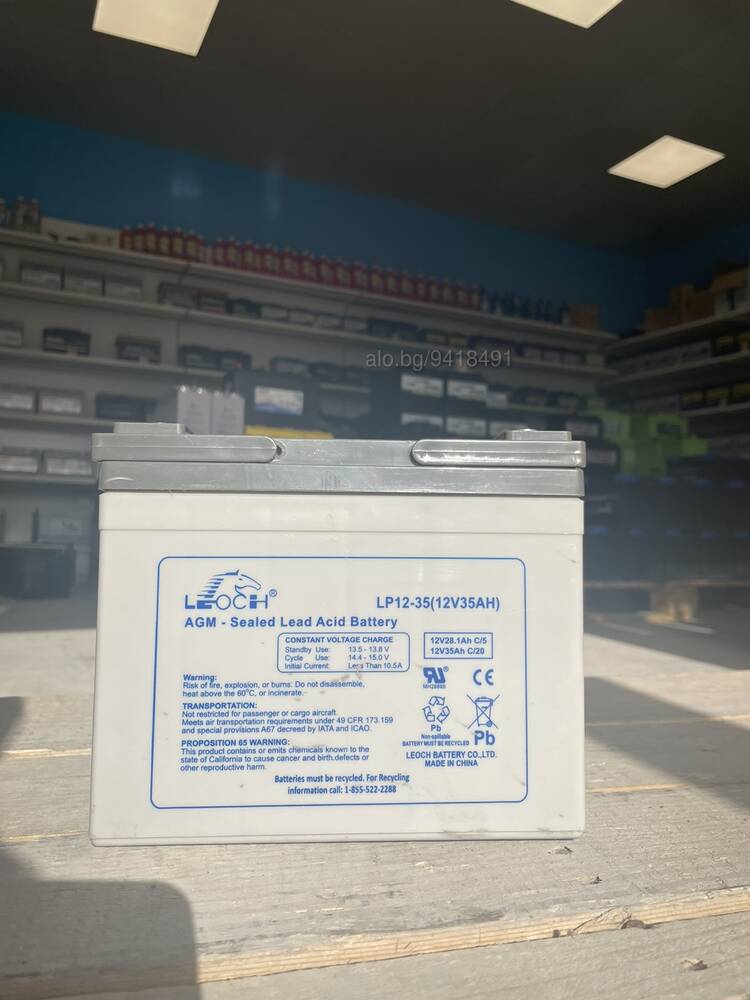 alo.bg/9418491
LEOCH®
LP12-35(12V35AH)
AGM - Sealed Lead Acid Battery
CONSTANT VOLTAGE CHARGE
Standby Use: 13.5 - 13.8 V
Cycle Use: 14.4 - 15.0 V
Initial Current: Less Than 10.5A
12V28.1Ah C/5
12V35Ah C/20
Warning:
Risk of fire, explosion, or burns. Do not disassemble,
heat above the 60°C, or incinerate.
TRANSPORTATION:
Not restricted for passenger or cargo aircraft.
Meets air transportation requirements under 49 CFR 173.159
and special provisions A67 decreed by IATA and ICAO.
PROPOSITION 65 WARNING:
This product contains or emits chemicals known to the
state of California to cause cancer and birth.defects or
other reproductive harm.
MH28866
CE
Pb
Non-spillable
BATTERY MUST BE RECYCLED
Pb
LEOCH BATTERY CO.,LTD.
MADE IN CHINA
Batteries must be recycled. For Recycling
information call: 1-855-522-2288